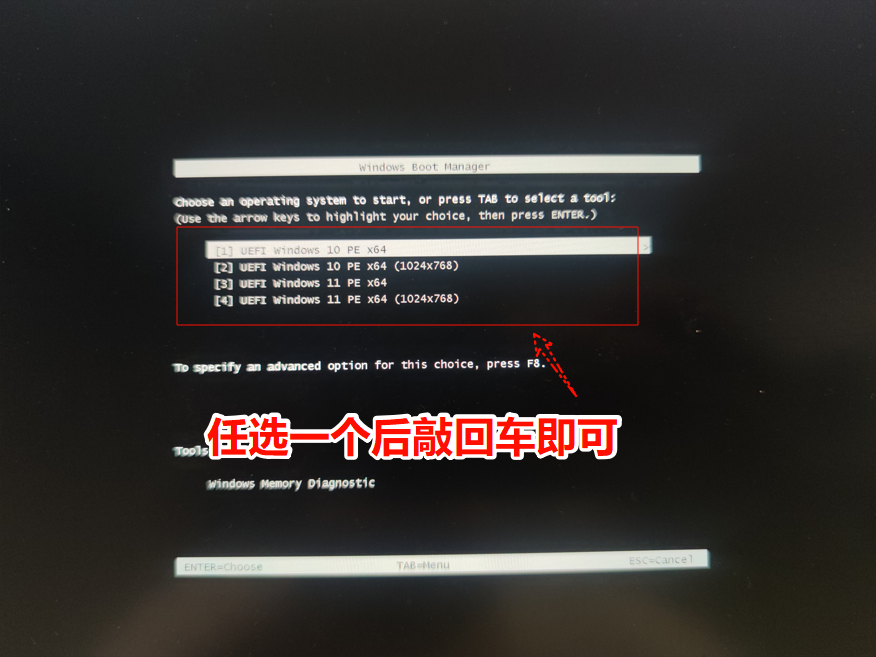 Windows Boot Manager
Choose an operating system to start, or press TAB to select a tool:
(Use the arrow keys to highlight your choice, then press ENTER.)
[1] UEFI Windows 10 PE x64 >
[2] UEFI Windows 10 PE x64 (1024x768)
[3] UEFI Windows 11 PE x64
[4] UEFI Windows 11 PE x64 (1024x768)
To specify an advanced option for this choice, press F8.
任选一个后敲回车即可
Tools
Windows Memory Diagnostic
ENTER=Choose TAB=Menu ESC=Cancel